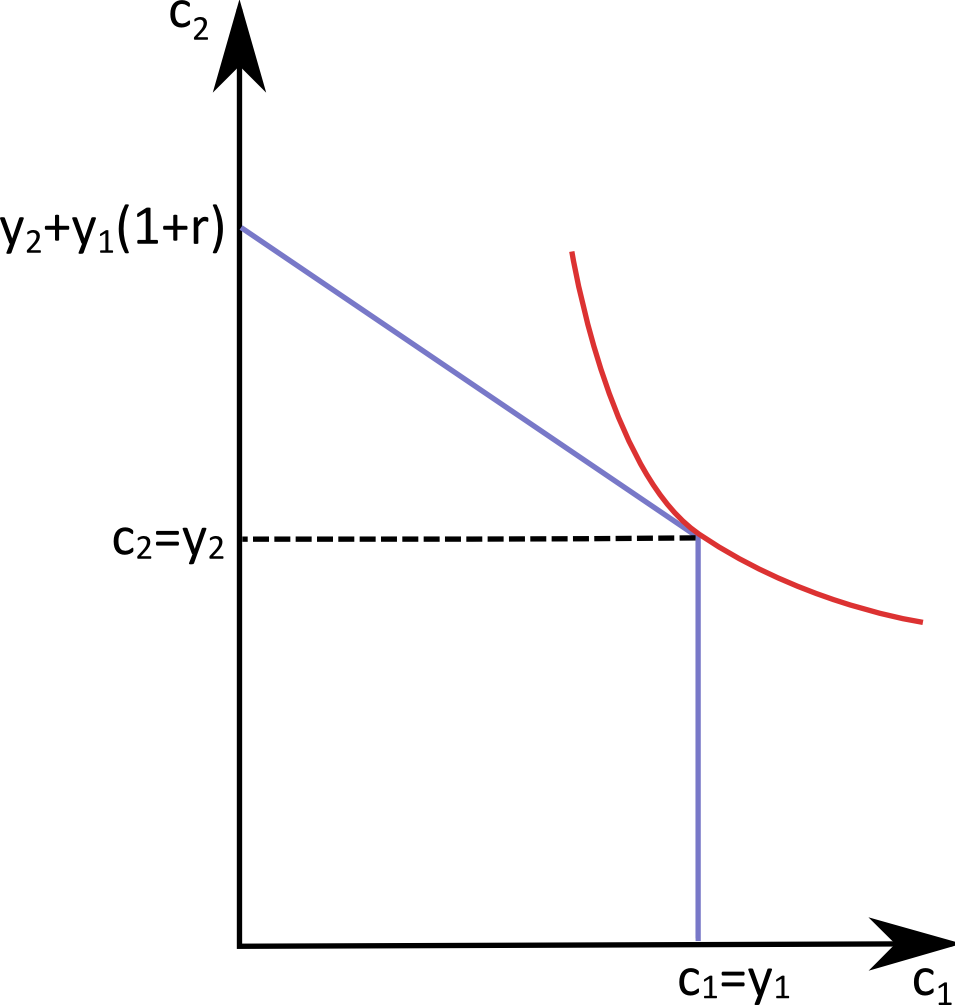 c₂
y₂+y₁(1+r)
c₂=y₂
c₁=y₁
c₁